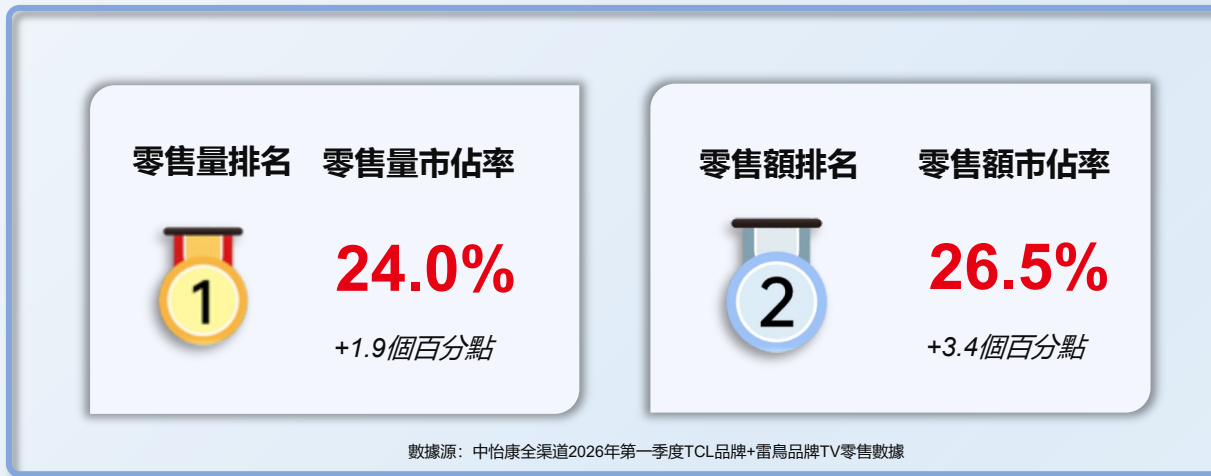 零售量排名 零售量市佔率
1
24.0%
+1.9個百分點
零售額排名 零售額市佔率
2
26.5%
+3.4個百分點
數據源：中怡康全渠道2026年第一季度TCL品牌+雷鳥品牌TV零售數據